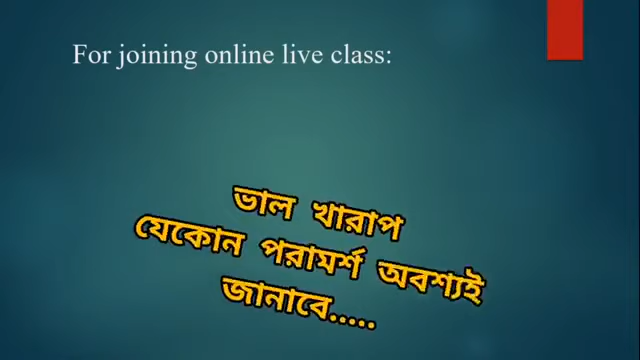 For joining online live class:
ভাল খারাপ
যেকোন পরামর্শ অবশ্যই
জানাবে.....